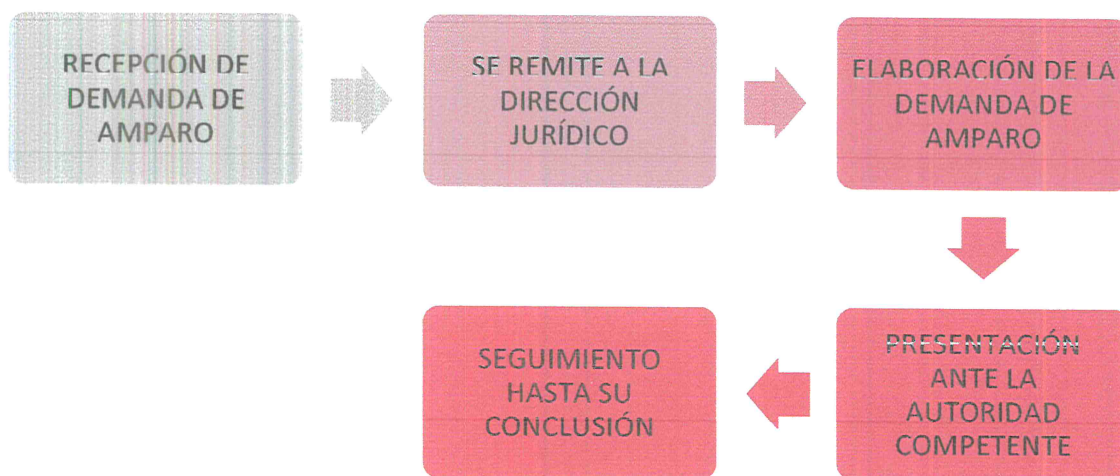 RECEPCIÓN DE
DEMANDA DE
AMPARO
SE REMITE A LA
DIRECCIÓN
JURÍDICO
ELABORACIÓN DE LA
DEMANDA DE
AMPARO
PRESENTACIÓN
ANTE LA
AUTORIDAD
COMPETENTE
SEGUIMIENTO
HASTA SU
CONCLUSIÓN